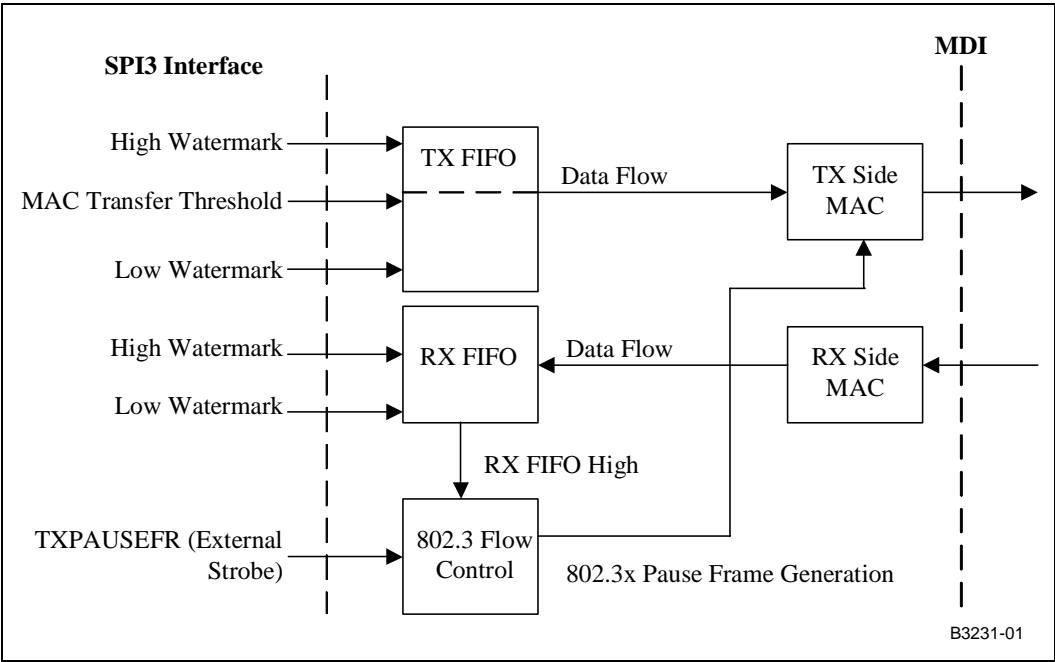 MDI
SPI3 Interface
High Watermark
TX FIFO
Data Flow
TX Side
MAC
MAC Transfer Threshold
Low Watermark
High Watermark
RX FIFO
Data Flow
RX Side
MAC
Low Watermark
RX FIFO High
TXPAUSEFR (External
Strobe)
802.3 Flow
Control
802.3x Pause Frame Generation
B3231-01